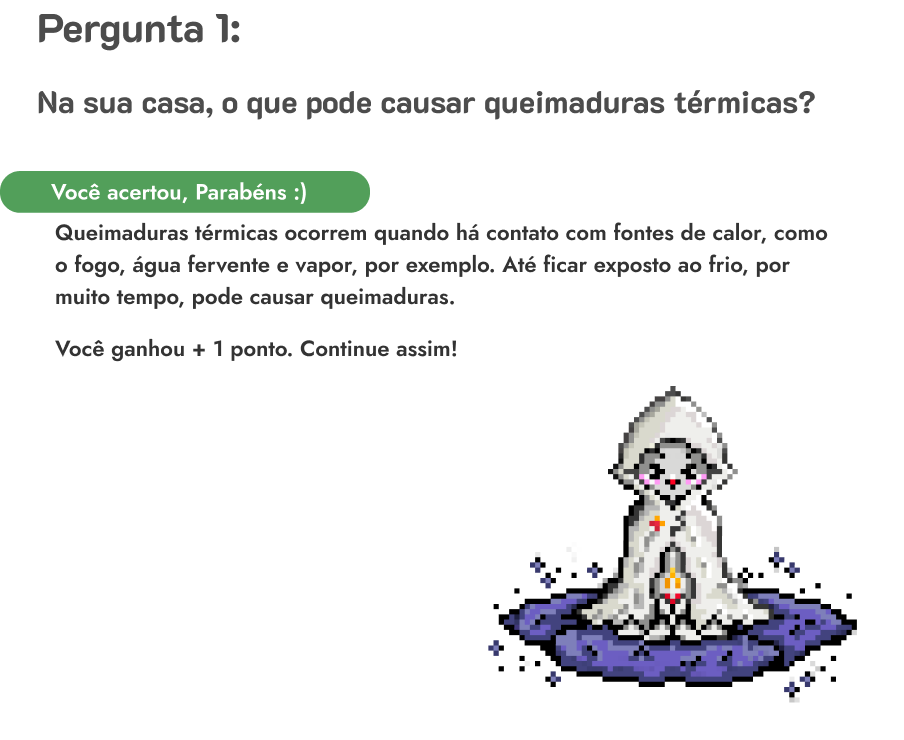 Pergunta 1:
Na sua casa, o que pode causar queimaduras térmicas?
Você acertou, Parabéns :)
Queimaduras térmicas ocorrem quando há contato com fontes de calor, como
o fogo, água fervente e vapor, por exemplo. Até ficar exposto ao frio, por
muito tempo, pode causar queimaduras.
Você ganhou + 1 ponto. Continue assim!